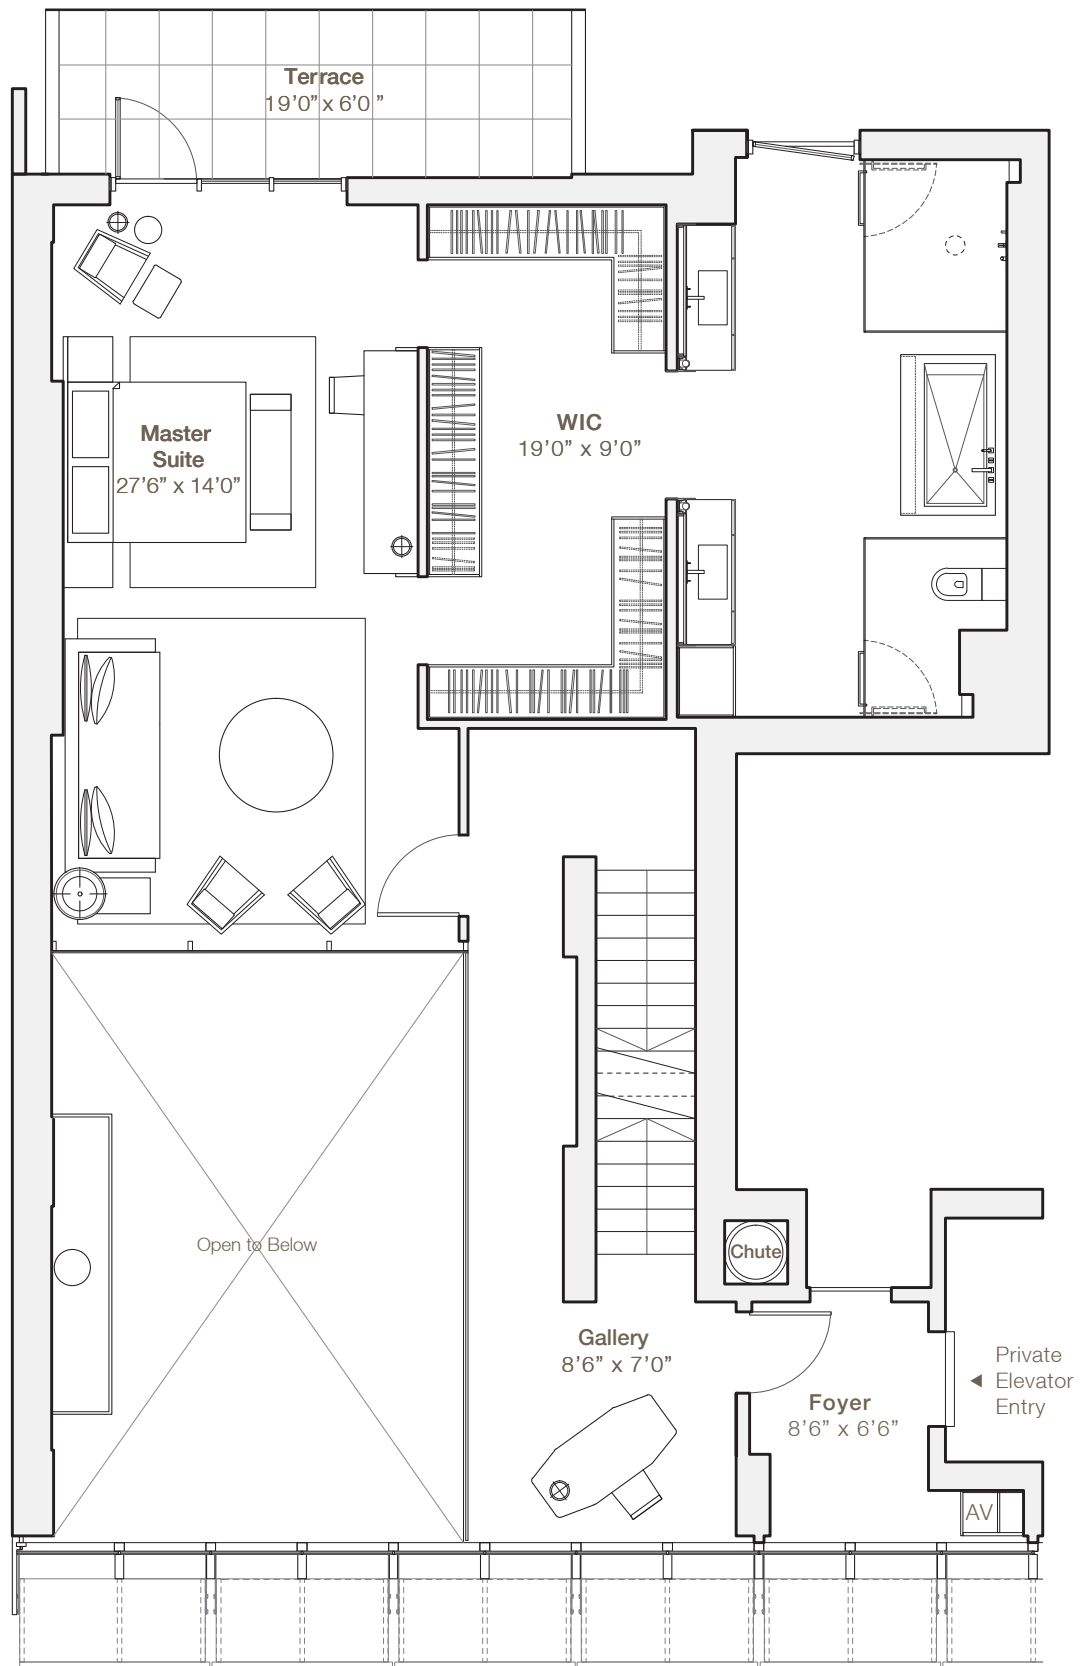 Terrace
19’0” x 6’0 ”
Master
Suite
27’6” x 14’0”
WIC
19’0” x 9’0”
Open to Below
Chute
Gallery
8’6” x 7’0”
Foyer
8’6” x 6’6”
Private
Elevator
Entry
AV